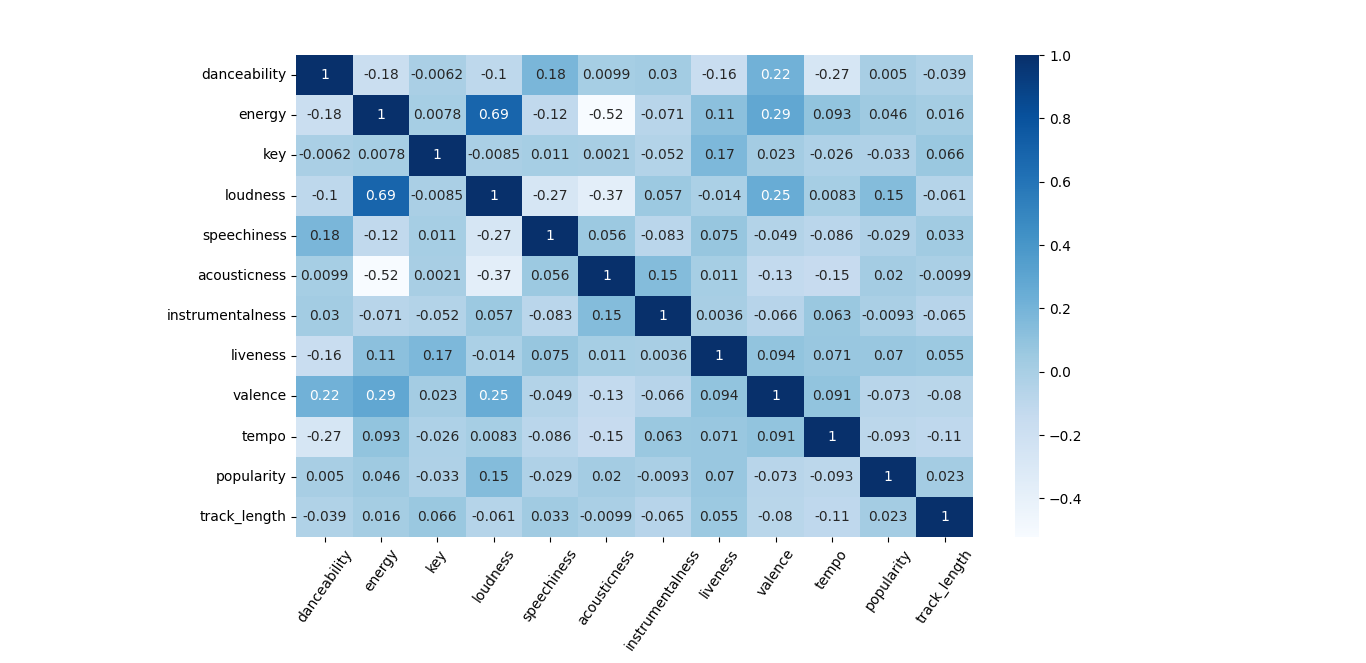 danceability 1 -0.18 -0.0062 -0.1 0.18 0.0099 0.03 -0.16 0.22 -0.27 0.005 -0.039
energy -0.18 1 0.0078 0.69 -0.12 -0.52 -0.071 0.11 0.29 0.093 0.046 0.016
key -0.0062 0.0078 1 -0.0085 0.011 0.0021 -0.052 0.17 0.023 -0.026 -0.033 0.066
loudness -0.1 0.69 -0.0085 1 -0.27 -0.37 0.057 -0.014 0.25 0.0083 0.15 -0.061
speechiness 0.18 -0.12 0.011 -0.27 1 0.056 -0.083 0.075 -0.049 -0.086 -0.029 0.033
acousticness 0.0099 -0.52 0.0021 -0.37 0.056 1 0.15 0.011 -0.13 -0.15 0.02 -0.0099
instrumentalness 0.03 -0.071 -0.052 0.057 -0.083 0.15 1 0.0036 -0.066 0.063 -0.0093 -0.065
liveness -0.16 0.11 0.17 -0.014 0.075 0.011 0.0036 1 0.094 0.071 0.07 0.055
valence 0.22 0.29 0.023 0.25 -0.049 -0.13 -0.066 0.094 1 0.091 -0.073 -0.08
tempo -0.27 0.093 -0.026 0.0083 -0.086 -0.15 0.063 0.071 0.091 1 -0.093 -0.11
popularity 0.005 0.046 -0.033 0.15 -0.029 0.02 -0.0093 0.07 -0.073 -0.093 1 0.023
track_length -0.039 0.016 0.066 -0.061 0.033 -0.0099 -0.065 0.055 -0.08 -0.11 0.023 1
danceability energy key loudness speechiness acousticness instrumentalness liveness valence tempo popularity track_length
1.0
0.8
0.6
0.4
0.2
0.0
−0.2
−0.4